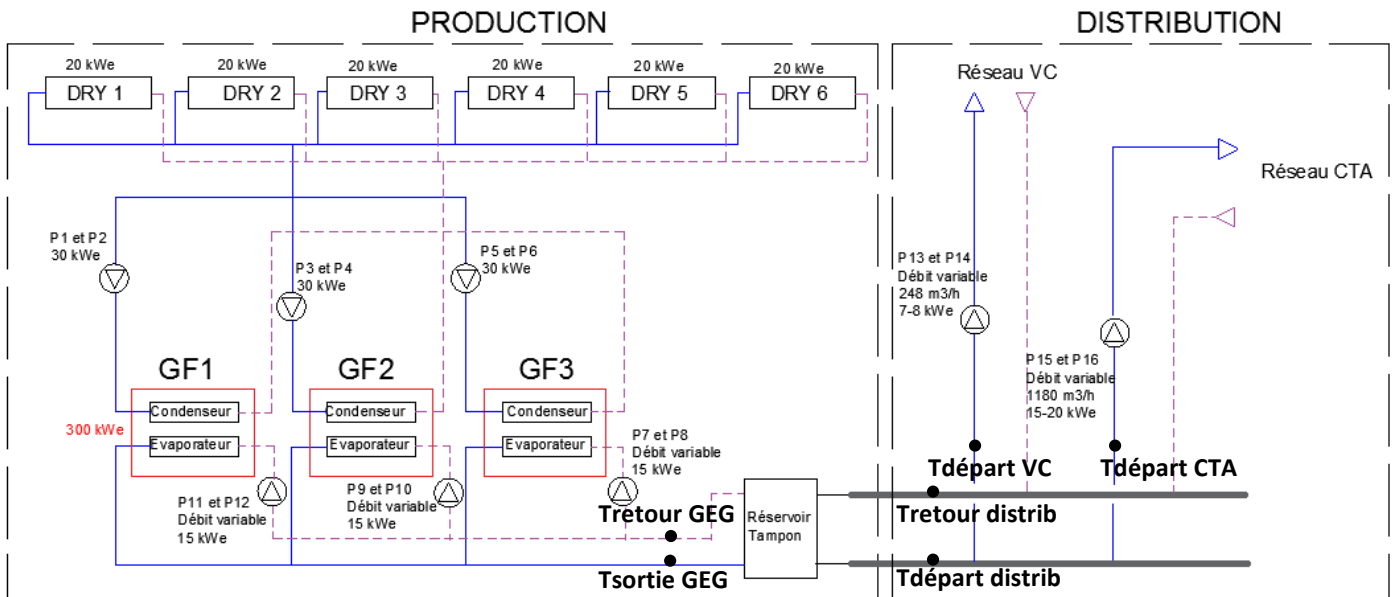 PRODUCTION
DISTRIBUTION
20 kWe
20 kWe
20 kWe
20 kWe
20 kWe
20 kWe
DRY 1
DRY 2
DRY 3
DRY 4
DRY 5
DRY 6
Réseau VC
Réseau CTA
P1 et P2
30 kWe
P3 et P4
30 kWe
P5 et P6
30 kWe
P13 et P14
Débit variable
248 m3/h
7-8 kWe
P15 et P16
Débit variable
1180 m3/h
15-20 kWe
GF1
GF2
GF3
300 kWe
Condenseur
Evaporateur
Condenseur
Evaporateur
Condenseur
Evaporateur
P11 et P12
Débit variable
15 kWe
P9 et P10
Débit variable
15 kWe
P7 et P8
Débit variable
15 kWe
Tretour GEG
Tsortie GEG
Réservoir
Tampon
Tdépart VC
Tdépart CTA
Tretour distrib
Tdépart distrib